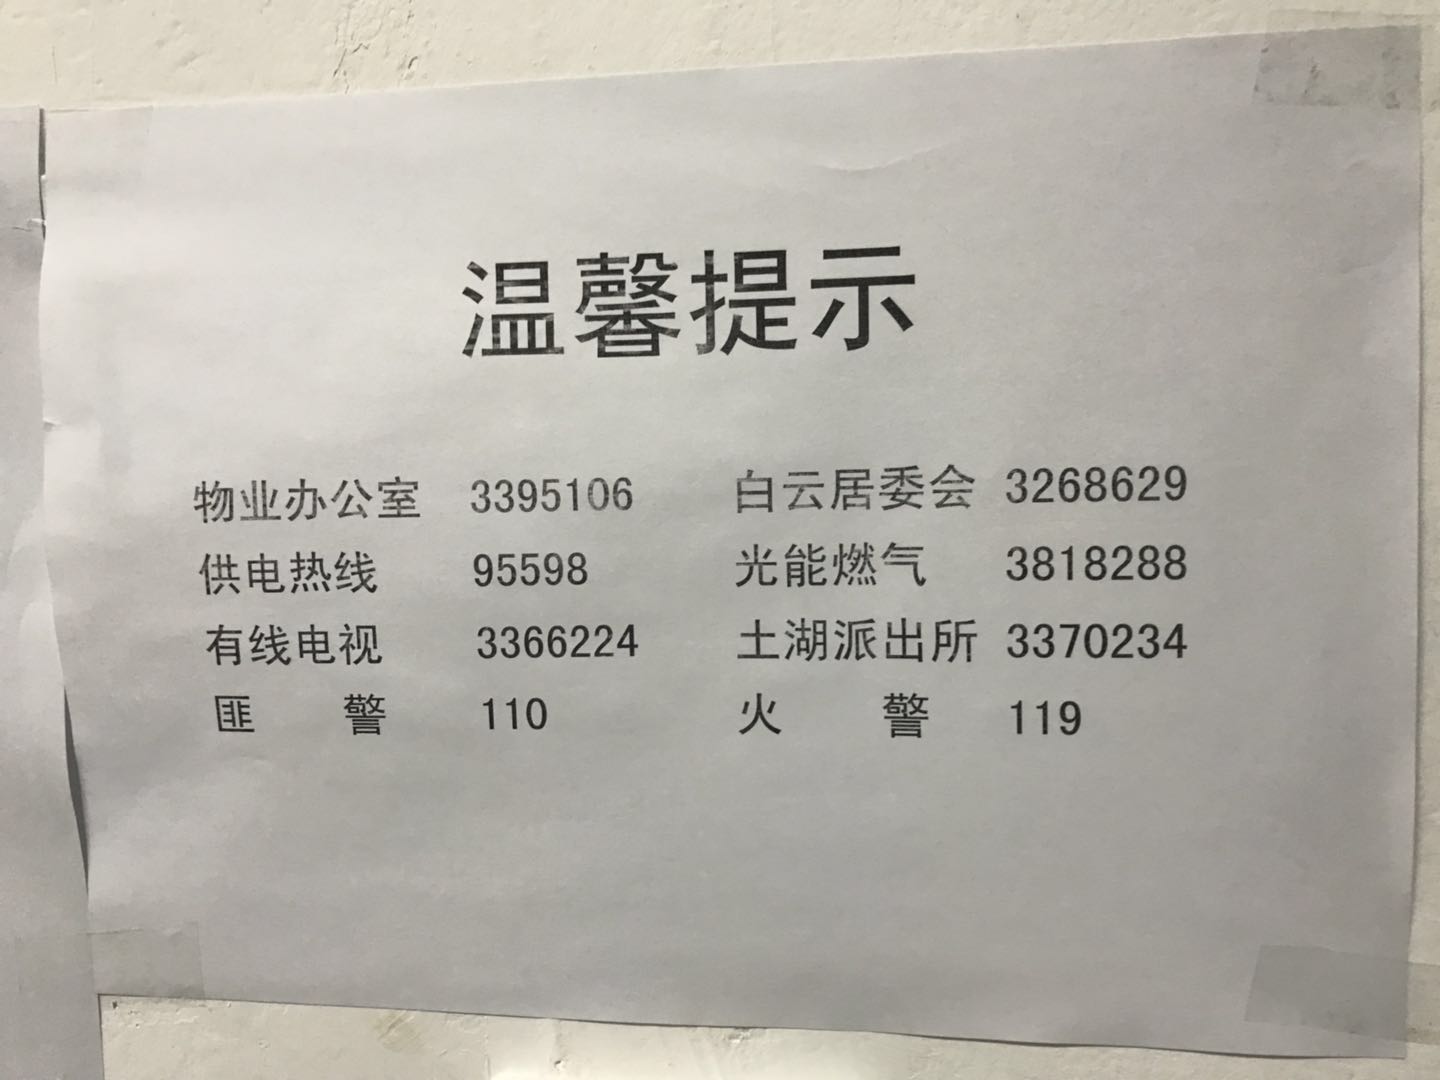 温馨提示
物业办公室 3395106 白云居委会 3268629
供电热线 95598 光能燃气 3818288
有线电视 3366224 土湖派出所 3370234
匪 警 110 火 警 119